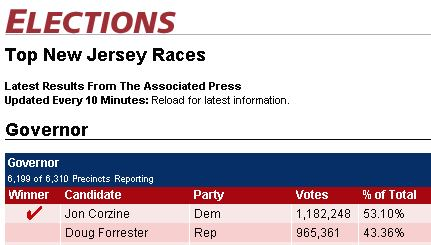 ELECTIONS
Top New Jersey Races
Latest Results From The Associated Press
Updated Every 10 Minutes: Reload for latest information.
Governor
Governor
6,199 of 6,310 Precincts Reporting
Winner Candidate Party Votes % of Total
Jon Corzine Dem 1,182,248 53.10%
Doug Forrester Rep 965,361 43.36%